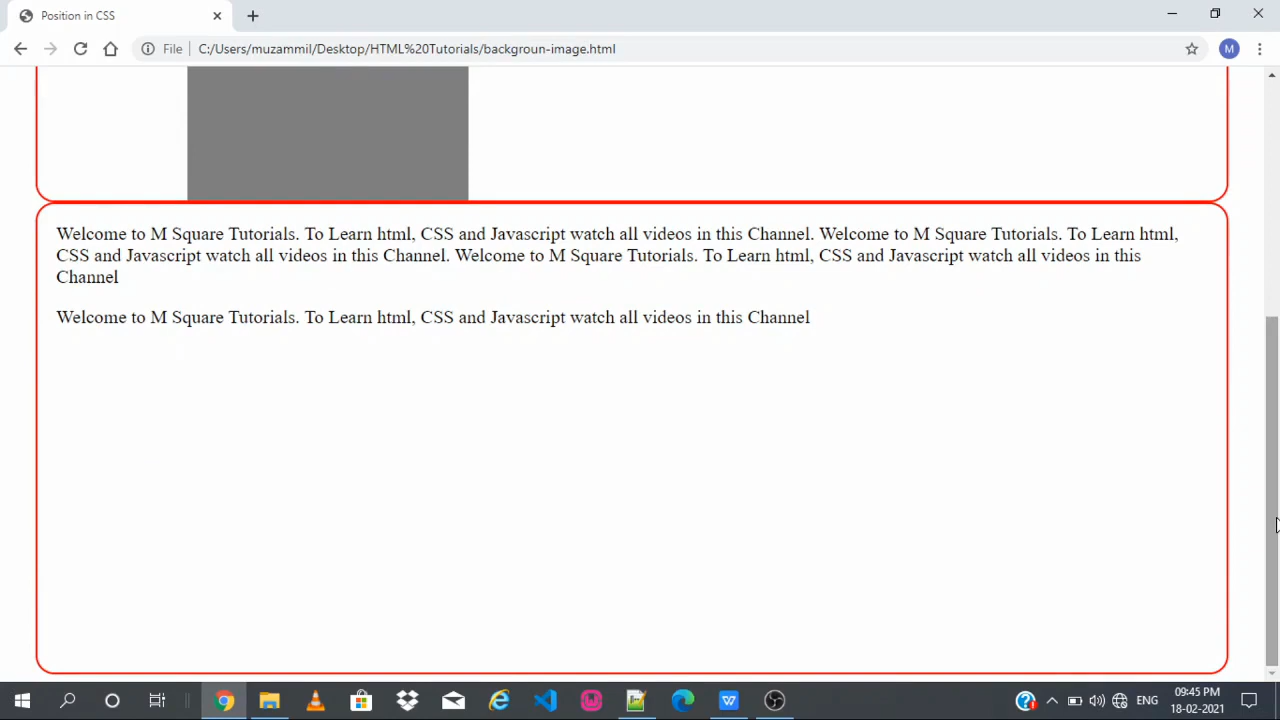 Position in CSS
File
C:/Users/muzammil/Desktop/HTML%20Tutorials/backgroun-image.html
M
Welcome to M Square Tutorials. To Learn html, CSS and Javascript watch all videos in this Channel. Welcome to M Square Tutorials. To Learn html,
CSS and Javascript watch all videos in this Channel. Welcome to M Square Tutorials. To Learn html, CSS and Javascript watch all videos in this
Channel
Welcome to M Square Tutorials. To Learn html, CSS and Javascript watch all videos in this Channel
ENG
09:45 PM
18-02-2021